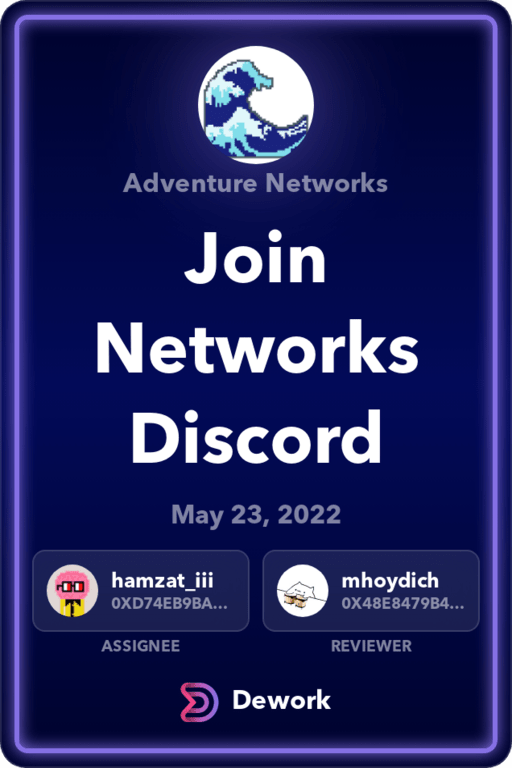 Adventure Networks
Join
Networks
Discord
May 23, 2022
hamzat_iii
0XD74EB9BA...
ASSIGNEE
mhoydich
0X48E8479B4...
REVIEWER
Dework